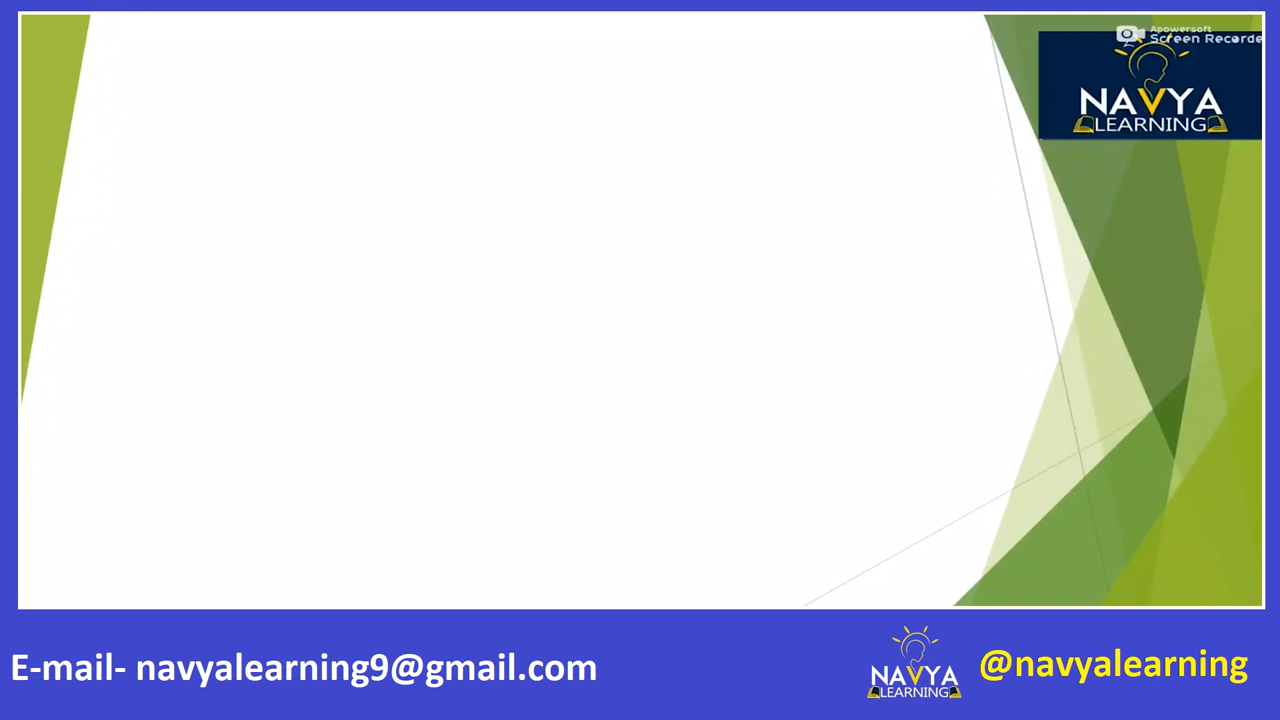 Apowersoft
Screen Recorde
NAVYA
LEARNING
E-mail- navyalearning9@gmail.com
NAVYA
LEARNING
@navyalearning